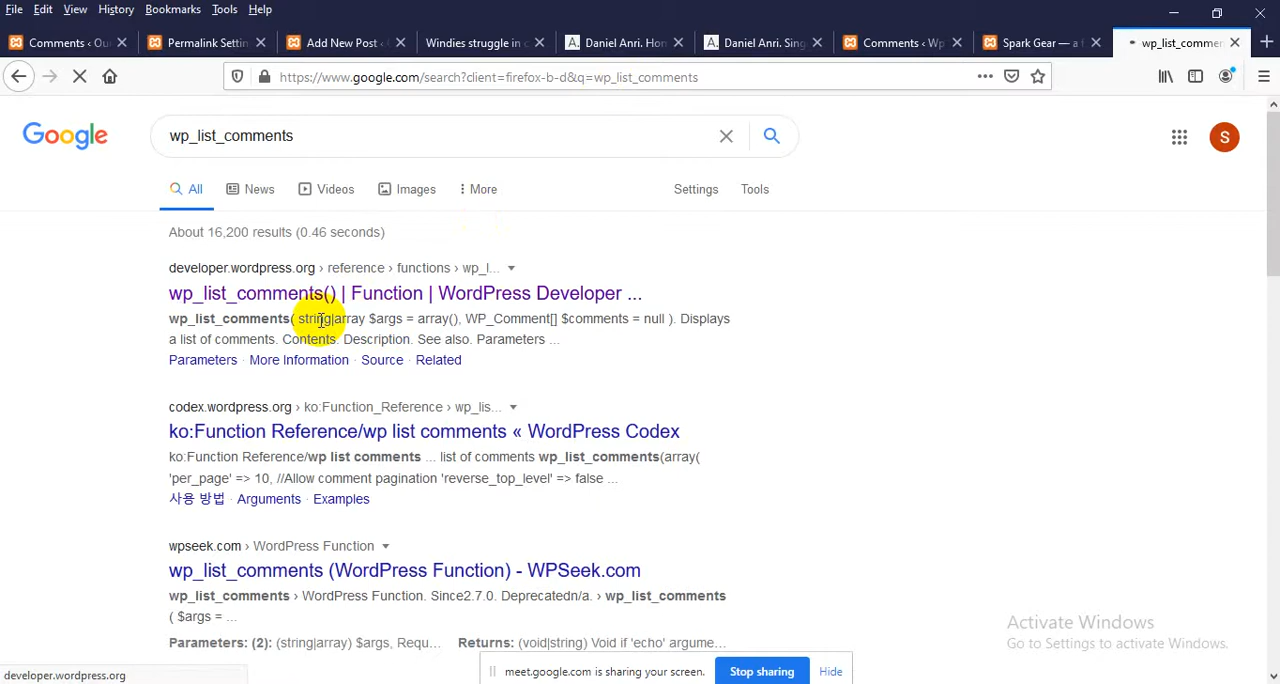 File Edit View History Bookmarks Tools Help
Comments ‹ Ou
Permalink Setti
Add New Post ‹
Windies struggle in c
A. Daniel Anri. Hon
A. Daniel Anri. Sing
Comments ‹ Wp
Spark Gear — a f
wp_list_commen
https://www.google.com/search?client=firefox-b-d&q=wp_list_comments
Google
wp_list_comments
S
All News Videos Images More Settings Tools
About 16,200 results (0.46 seconds)
developer.wordpress.org › reference › functions › wp_l...
wp_list_comments() | Function | WordPress Developer ...
wp_list_comments( string|array $args = array(), WP_Comment[] $comments = null ). Displays
a list of comments. Contents. Description. See also. Parameters ...
Parameters · More Information · Source · Related
codex.wordpress.org › ko:Function_Reference › wp_lis...
ko:Function Reference/wp list comments « WordPress Codex
ko:Function Reference/wp list comments ... list of comments wp_list_comments(array(
'per_page' => 10, //Allow comment pagination 'reverse_top_level' => false ...
사용 방법 · Arguments · Examples
wpseek.com › WordPress Function
wp_list_comments (WordPress Function) - WPSeek.com
wp_list_comments › WordPress Function. Since2.7.0. Deprecatedn/a. › wp_list_comments
( $args = ...
Parameters: (2): (string|array) $args, Requ... Returns: (void|string) Void if 'echo' argume...
Activate Windows
Go to Settings to activate Windows.
developer.wordpress.org
meet.google.com is sharing your screen. Stop sharing Hide